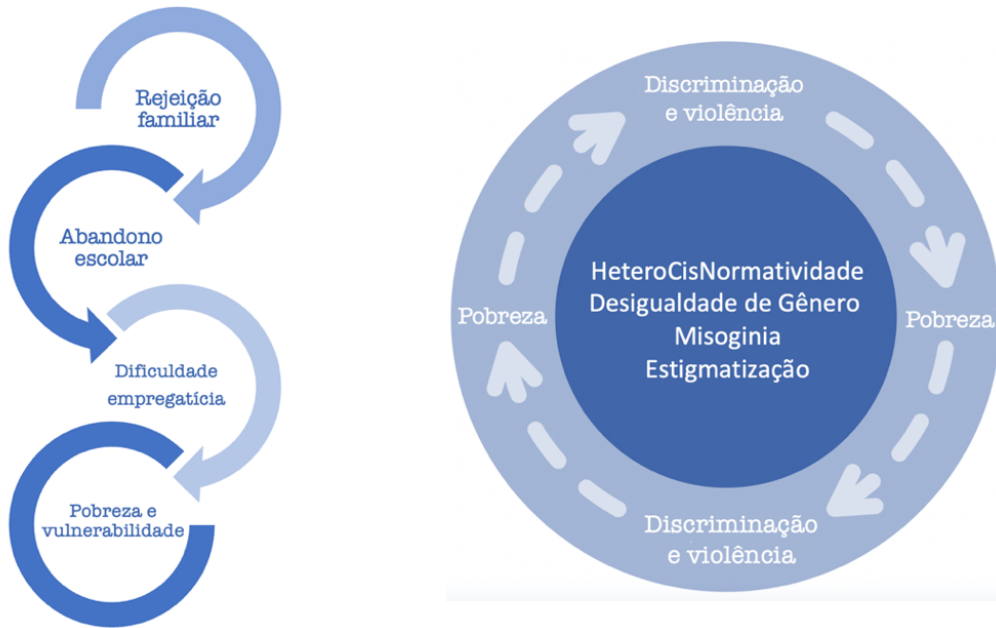 Rejeição
familiar
Abandono
escolar
Dificuldade
empregatícia
Pobreza e
vulnerabilidade
Discriminação
e violência
Pobreza
HeteroCisNormatividade
Desigualdade de Gênero
Misoginia
Estigmatização
Pobreza
Discriminação
e violência